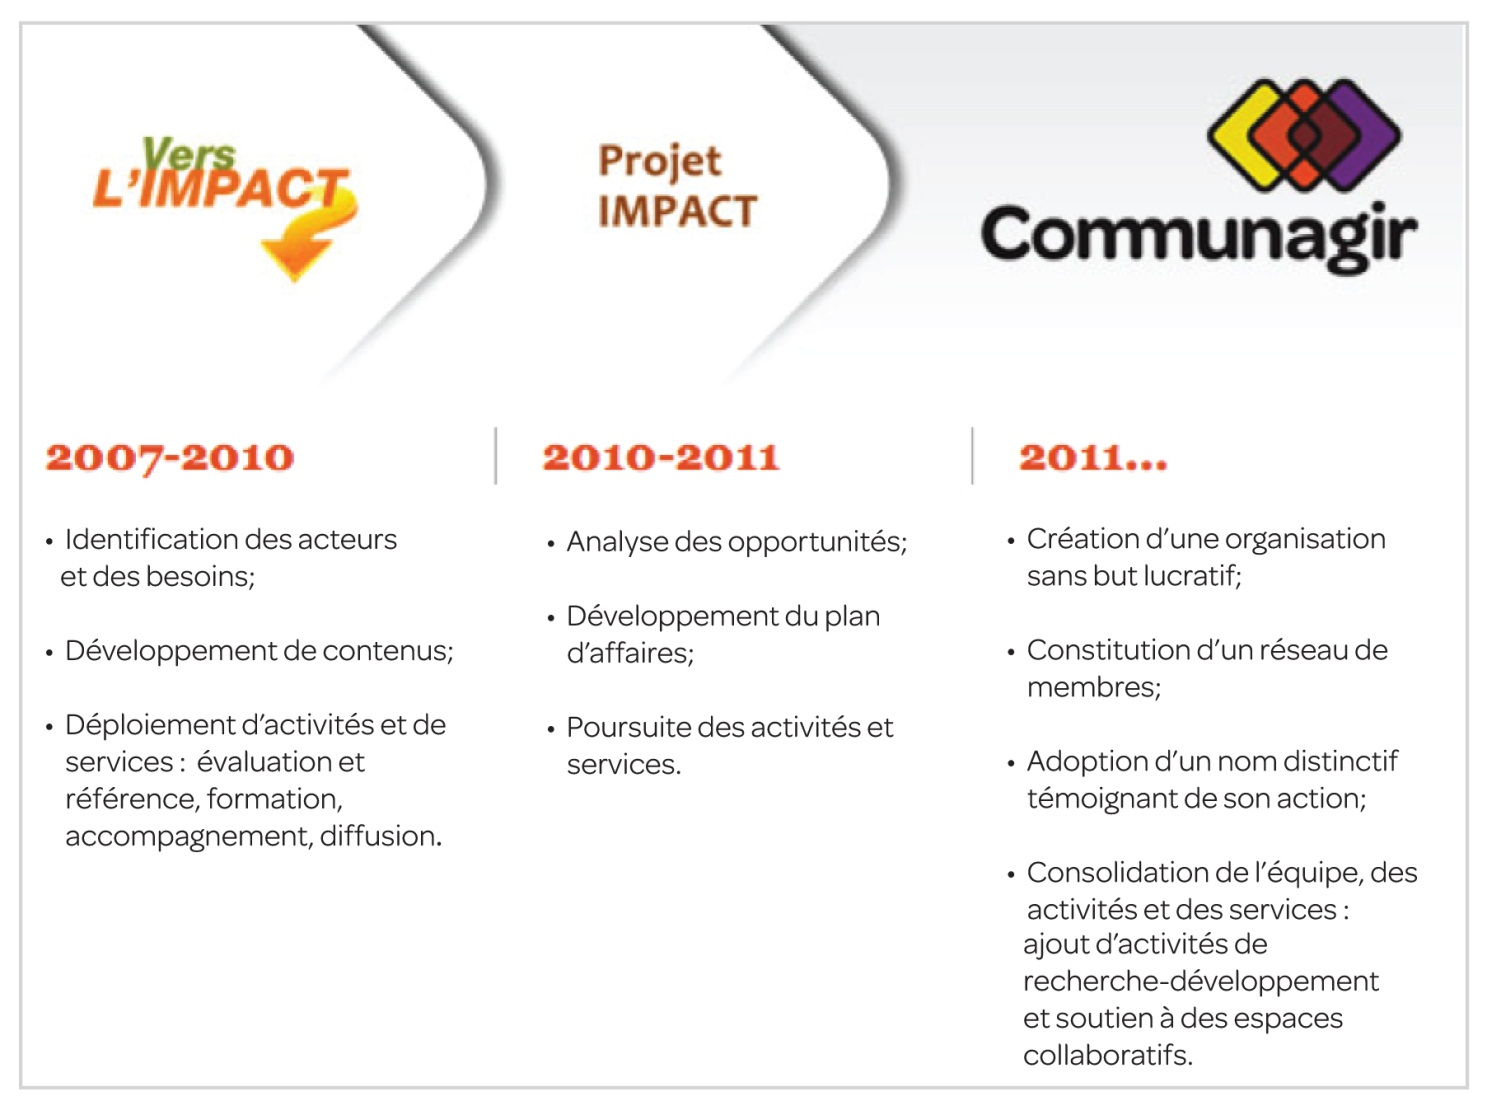 Vers
L'IMPACT
Projet
IMPACT
Communagir
2007-2010
• Identification des acteurs
et des besoins;
• Développement de contenus;
• Déploiement d'activités et de
services : évaluation et
référence, formation,
accompagnement, diffusion.
2010-2011
• Analyse des opportunités;
• Développement du plan
d'affaires;
• Poursuite des activités et
services.
2011...
• Création d'une organisation
sans but lucratif;
• Constitution d'un réseau de
membres;
• Adoption d'un nom distinctif
témoignant de son action;
• Consolidation de l'équipe, des
activités et des services :
ajout d'activités de
recherche-développement
et soutien à des espaces
collaboratifs.